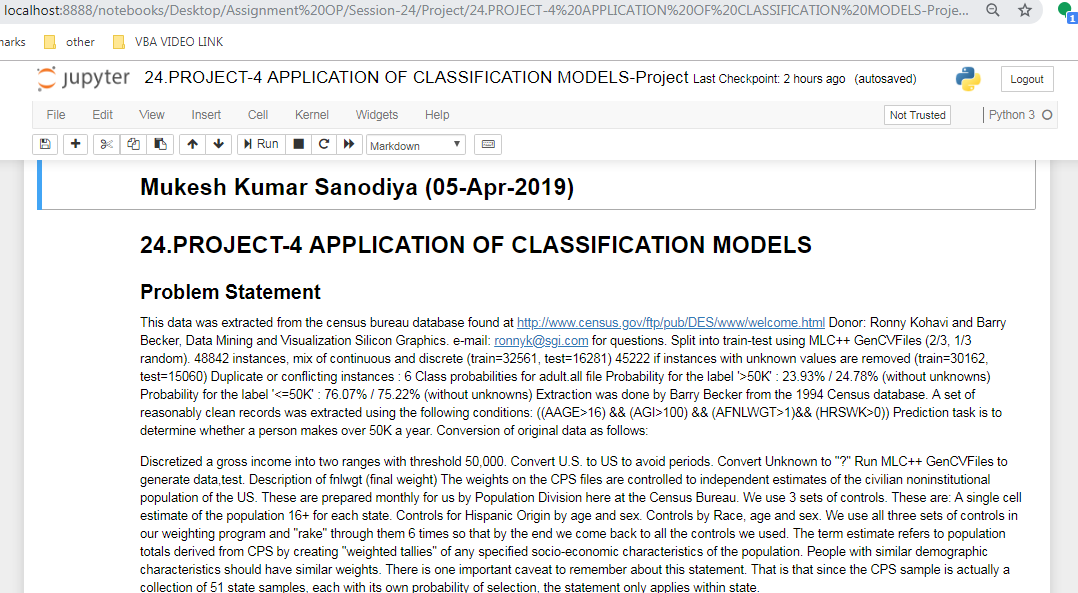 localhost:8888/notebooks/Desktop/Assignment%20OP/Session-24/Project/24.PROJECT-4%20APPLICATION%20OF%20CLASSIFICATION%20MODELS-Proje...
narks other VBA VIDEO LINK
1
jupyter 24.PROJECT-4 APPLICATION OF CLASSIFICATION MODELS-Project Last Checkpoint: 2 hours ago (autosaved) Logout
File Edit View Insert Cell Kernel Widgets Help Not Trusted Python 3
Run Markdown
Mukesh Kumar Sanodiya (05-Apr-2019)
24.PROJECT-4 APPLICATION OF CLASSIFICATION MODELS
Problem Statement
This data was extracted from the census bureau database found at http://www.census.gov/ftp/pub/DES/www/welcome.html Donor: Ronny Kohavi and Barry
Becker, Data Mining and Visualization Silicon Graphics. e-mail: ronnyk@sgi.com for questions. Split into train-test using MLC++ GenCVFiles (2/3, 1/3
random). 48842 instances, mix of continuous and discrete (train=32561, test=16281) 45222 if instances with unknown values are removed (train=30162,
test=15060) Duplicate or conflicting instances : 6 Class probabilities for adult.all file Probability for the label '>50K' : 23.93% / 24.78% (without unknowns)
Probability for the label '<=50K' : 76.07% / 75.22% (without unknowns) Extraction was done by Barry Becker from the 1994 Census database. A set of
reasonably clean records was extracted using the following conditions: ((AAGE>16) && (AGI>100) && (AFNLWGT>1)&& (HRSWK>0)) Prediction task is to
determine whether a person makes over 50K a year. Conversion of original data as follows:
Discretized a gross income into two ranges with threshold 50,000. Convert U.S. to US to avoid periods. Convert Unknown to "?" Run MLC++ GenCVFiles to
generate data,test. Description of fnlwgt (final weight) The weights on the CPS files are controlled to independent estimates of the civilian noninstitutional
population of the US. These are prepared monthly for us by Population Division here at the Census Bureau. We use 3 sets of controls. These are: A single cell
estimate of the population 16+ for each state. Controls for Hispanic Origin by age and sex. Controls by Race, age and sex. We use all three sets of controls in
our weighting program and "rake" through them 6 times so that by the end we come back to all the controls we used. The term estimate refers to population
totals derived from CPS by creating "weighted tallies" of any specified socio-economic characteristics of the population. People with similar demographic
characteristics should have similar weights. There is one important caveat to remember about this statement. That is that since the CPS sample is actually a
collection of 51 state samples, each with its own probability of selection, the statement only applies within state.